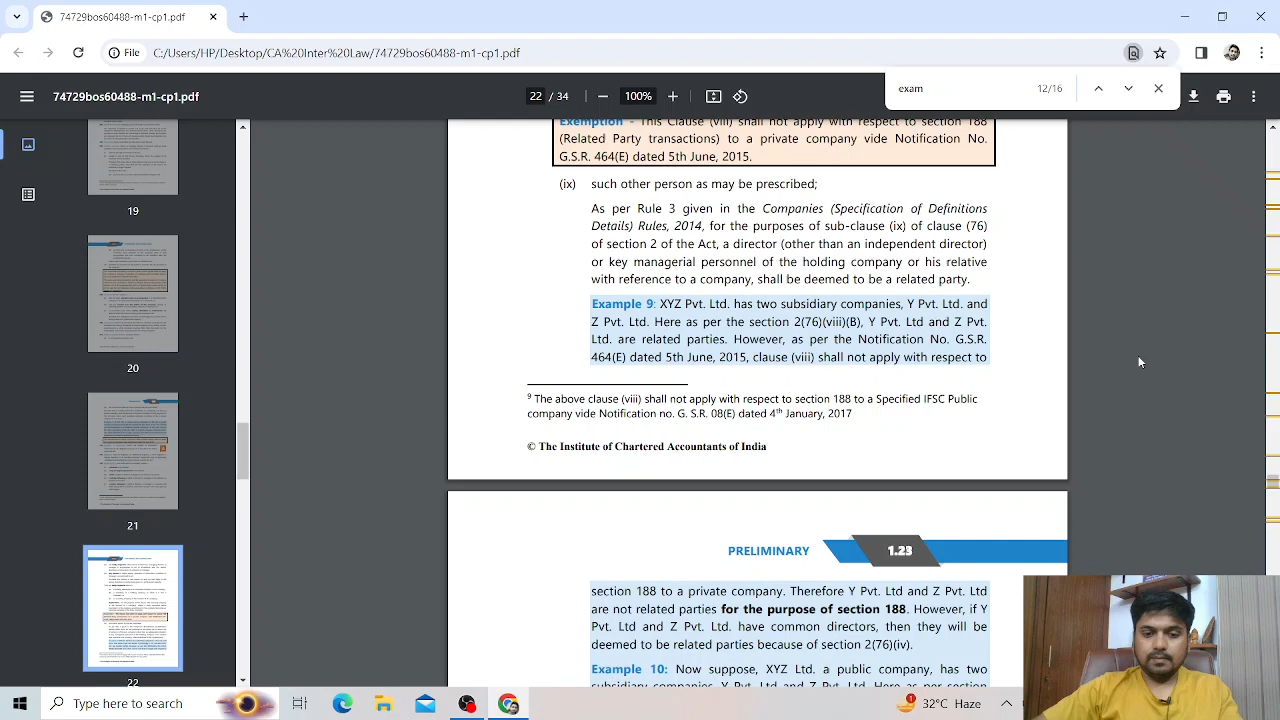 74729bos60488-m1-cp1.pdf
File C:/Users/HP/Desktop/CA%20Inter%20Law/74729bos60488-m1-cp1.pdf
exam 12/16
74729bos60488-m1-cp1.pdf 22 / 34 100%
19
20
21
22
Exemption - This Clause shall not apply with respect to section 188
(Related Party transactions) to a private company vide Notification No.
G.S.R. 464(E) dated 5th June, 2015.
(ix) such other person as may be prescribed;
As per Rule 3 given in the Companies (Specification of Definitions
Details) Rules, 2014, for the purposes of sub-clause (ix) of clause (76)
of section 2 of the Act, a director other than an independent director
or key managerial personnel of the holding company or his relative
with reference to a company, shall be deemed to be a related party.
Example 9: XYZ Pvt. Ltd. has two subsidiary companies, Y Pvt. Ltd. and
Z Pvt. Ltd. Here as per the section 2(76)(viii)(B), Y Pvt. Ltd and Z Pvt.
Ltd are related parties. However, as per the Notification No. G.S.R.
464(E) dated 5th June, 2015, clause (viii) shall not apply with respect to
9 The above clause (viii) shall not apply with respect to section 188 to a Specified IFSC Public
company vide Notification no. G. S.R. 08(E) dated 4th January, 2017.
© The Institute of Chartered Accountants of India
PRELIMINARY 1.23
section 188 to a private company. Therefore, Y Pvt. Ltd and Z Pvt. Ltd
are not related parties for the purpose of section 188. However, if Y
Pvt. Ltd and Z Pvt. Ltd. have common directors, then they will be
deemed to be related parties because of section 2(76)(iv).
Example 10: Now suppose, XYZ Ltd. a public company, has two
subsidiary companies, Y Pvt. Ltd and Z Pvt. Ltd. Here as per section
Type here to search
32°C Haze